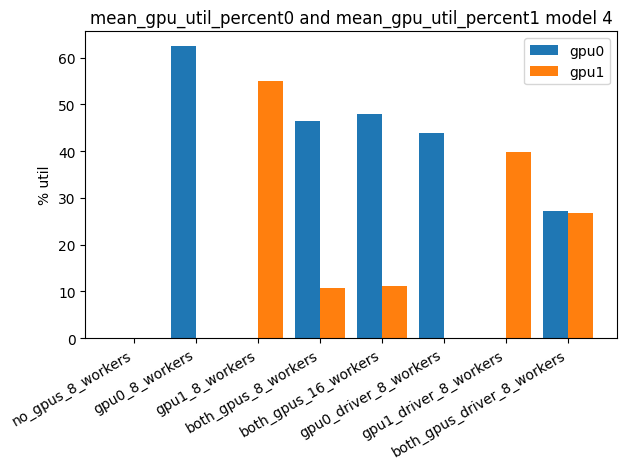 mean_gpu_util_percent0 and mean_gpu_util_percent1 model 4
gpu0
gpu1
% util
60
50
40
30
20
10
0
no_gpus_8_workers
gpu0_8_workers
gpu1_8_workers
both_gpus_8_workers
both_gpus_16_workers
gpu0_driver_8_workers
gpu1_driver_8_workers
both_gpus_driver_8_workers